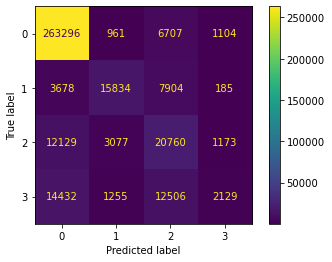 0 263296 961 6707 1104
1 3678 15834 7904 185
2 12129 3077 20760 1173
3 14432 1255 12506 2129
0 1 2 3
Predicted label
True label
250000
200000
150000
100000
50000